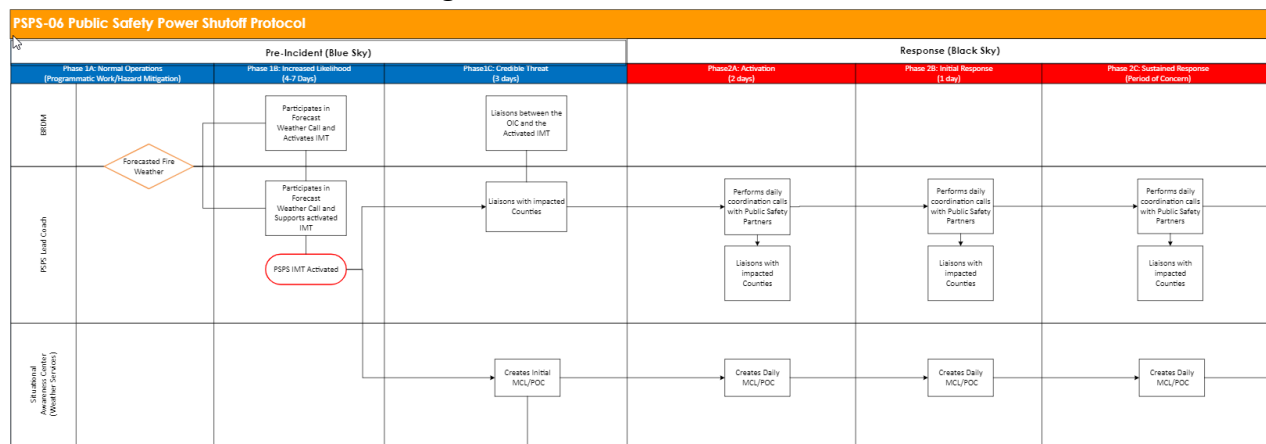 PSPS-06 Public Safety Power Shutoff Protocol
Pre-Incident (Blue Sky)
Response (Black Sky)
Phase 1A: Normal Operations
(Programmatic Work/Hazard Mitigation)
Phase 1B: Increased Likelihood
(4-7 Days)
Phase1C: Credible Threat
(3 days)
Phase2A: Activation
(2 days)
Phase 2B: Initial Response
(1 day)
Phase 2C: Sustained Response
(Period of Concern)
BRDM
Forecasted Fire
Weather
Participates in
Forecast
Weather Call and
Activates IMT
Liaisons between the
OIC and the
Activated IMT
PSPS Lead Coach
Participates in
Forecast
Weather Call and
Supports activated
IMT
PSPS IMT Activated
Liaisons with impacted
Counties
Performs daily
coordination calls
with Public Safety
Partners
Liaisons with
impacted
Counties
Performs daily
coordination calls
with Public Safety
Partners
Liaisons with
impacted
Counties
Performs daily
coordination calls
with Public Safety
Partners
Liaisons with
impacted
Counties
Situational
Awareness Center
(Weather Services)
Creates Initial
MCL/POC
Creates Daily
MCL/POC
Creates Daily
MCL/POC
Creates Daily
MCL/POC